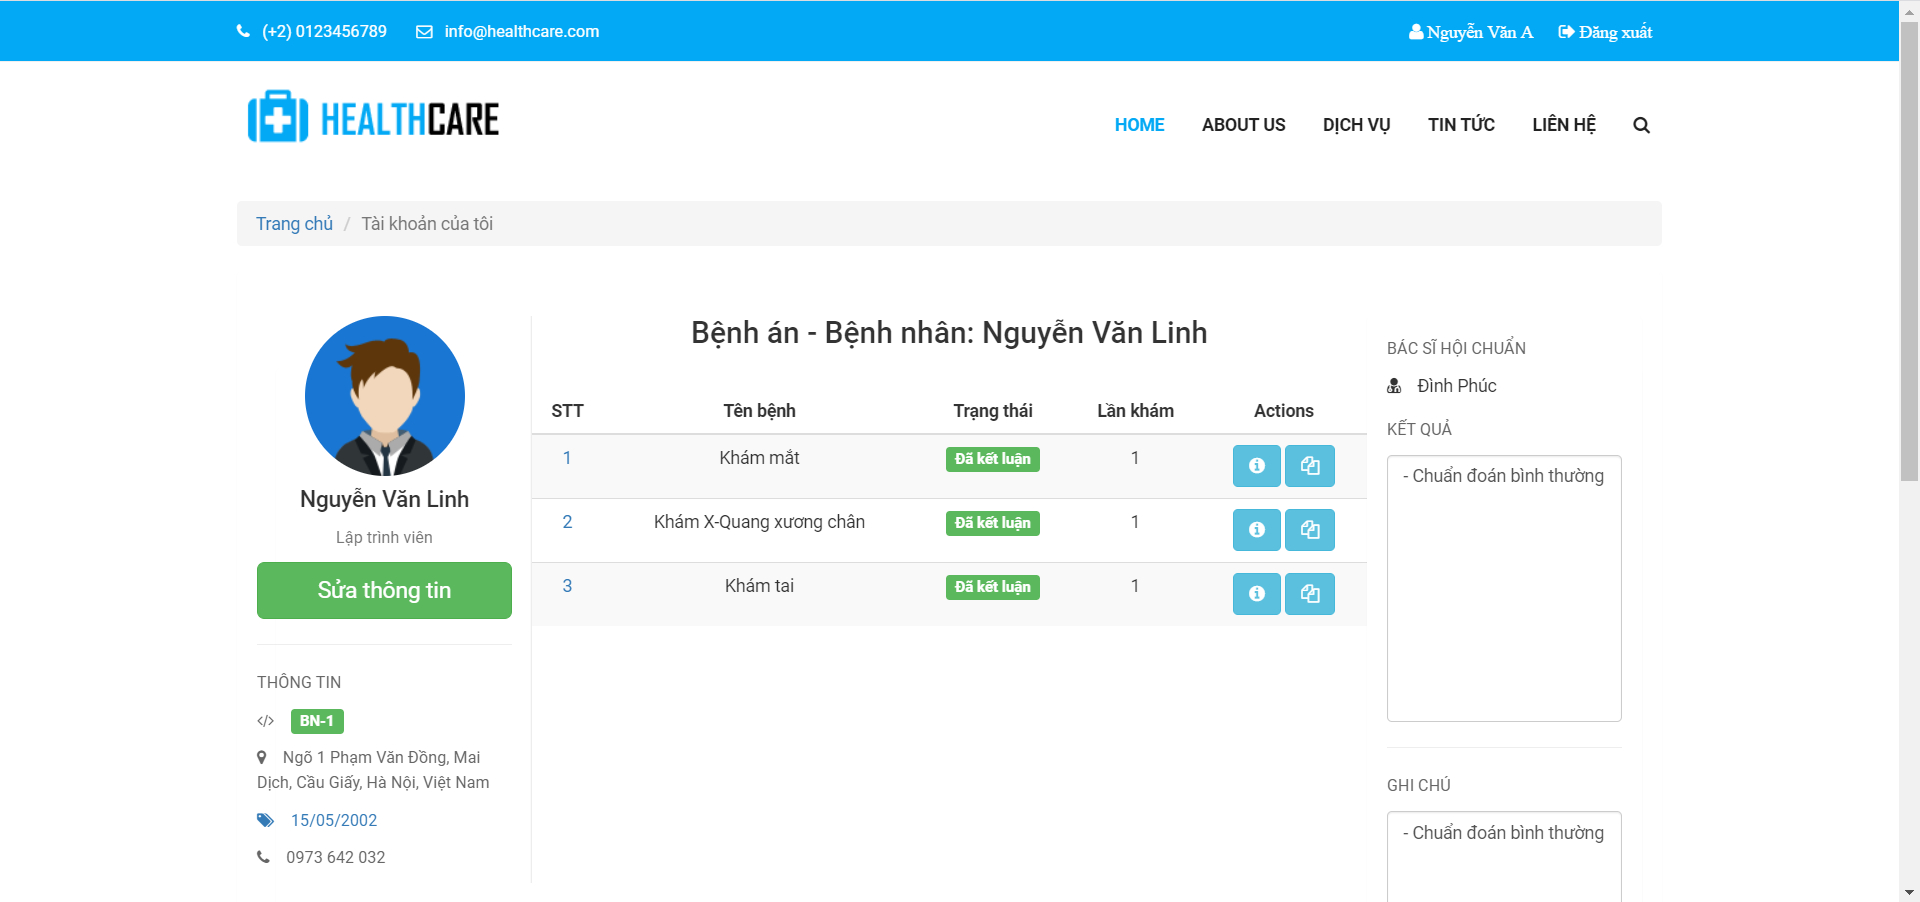 (+2) 0123456789 info@healthcare.com Nguyễn Văn A Đăng xuất
HEALTHCARE HOME ABOUT US DỊCH VỤ TIN TỨC LIÊN HỆ
Trang chủ / Tài khoản của tôi
Nguyễn Văn Linh
Lập trình viên
Sửa thông tin
THÔNG TIN
</> BN-1
Ngõ 1 Phạm Văn Đồng, Mai
Dịch, Cầu Giấy, Hà Nội, Việt Nam
15/05/2002
0973 642 032
Bệnh án - Bệnh nhân: Nguyễn Văn Linh
STT Tên bệnh Trạng thái Lần khám Actions
1 Khám mắt Đã kết luận 1
2 Khám X-Quang xương chân Đã kết luận 1
3 Khám tai Đã kết luận 1
BÁC SĨ HỘI CHUẨN
Đình Phúc
KẾT QUẢ
- Chuẩn đoán bình thường
GHI CHÚ
- Chuẩn đoán bình thường